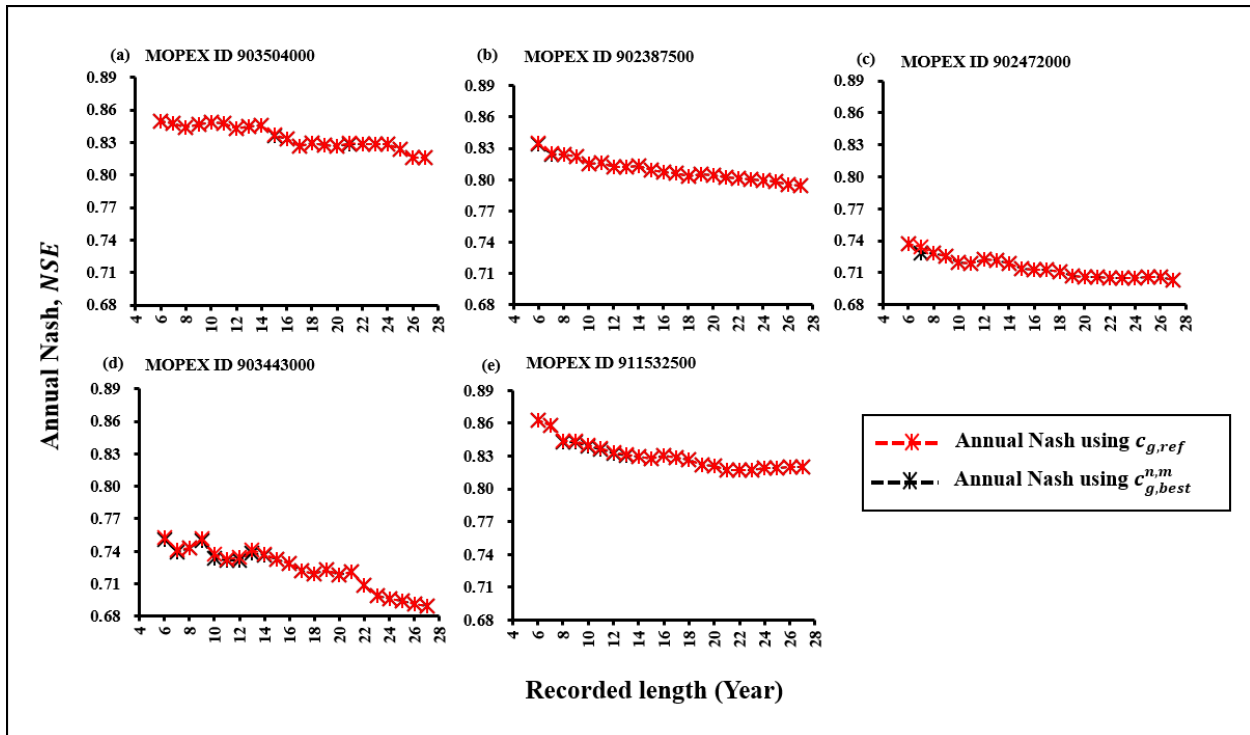 (a) MOPEX ID 903504000
0.89
0.86
0.83
0.80
0.77
0.74
0.71
0.68
4 6 8 10 12 14 16 18 20 22 24 26 28
(b) MOPEX ID 902387500
0.89
0.86
0.83
0.80
0.77
0.74
0.71
0.68
4 6 8 10 12 14 16 18 20 22 24 26 28
(c) MOPEX ID 902472000
0.89
0.86
0.83
0.80
0.77
0.74
0.71
0.68
4 6 8 10 12 14 16 18 20 22 24 26 28
Annual Nash, NSE
(d) MOPEX ID 903443000
0.89
0.86
0.83
0.80
0.77
0.74
0.71
0.68
4 6 8 10 12 14 16 18 20 22 24 26 28
(e) MOPEX ID 911532500
0.89
0.86
0.83
0.80
0.77
0.74
0.71
0.68
4 6 8 10 12 14 16 18 20 22 24 26 28
Annual Nash using c_{g,ref}
Annual Nash using c_{g,best}^{n,m}
Recorded length (Year)